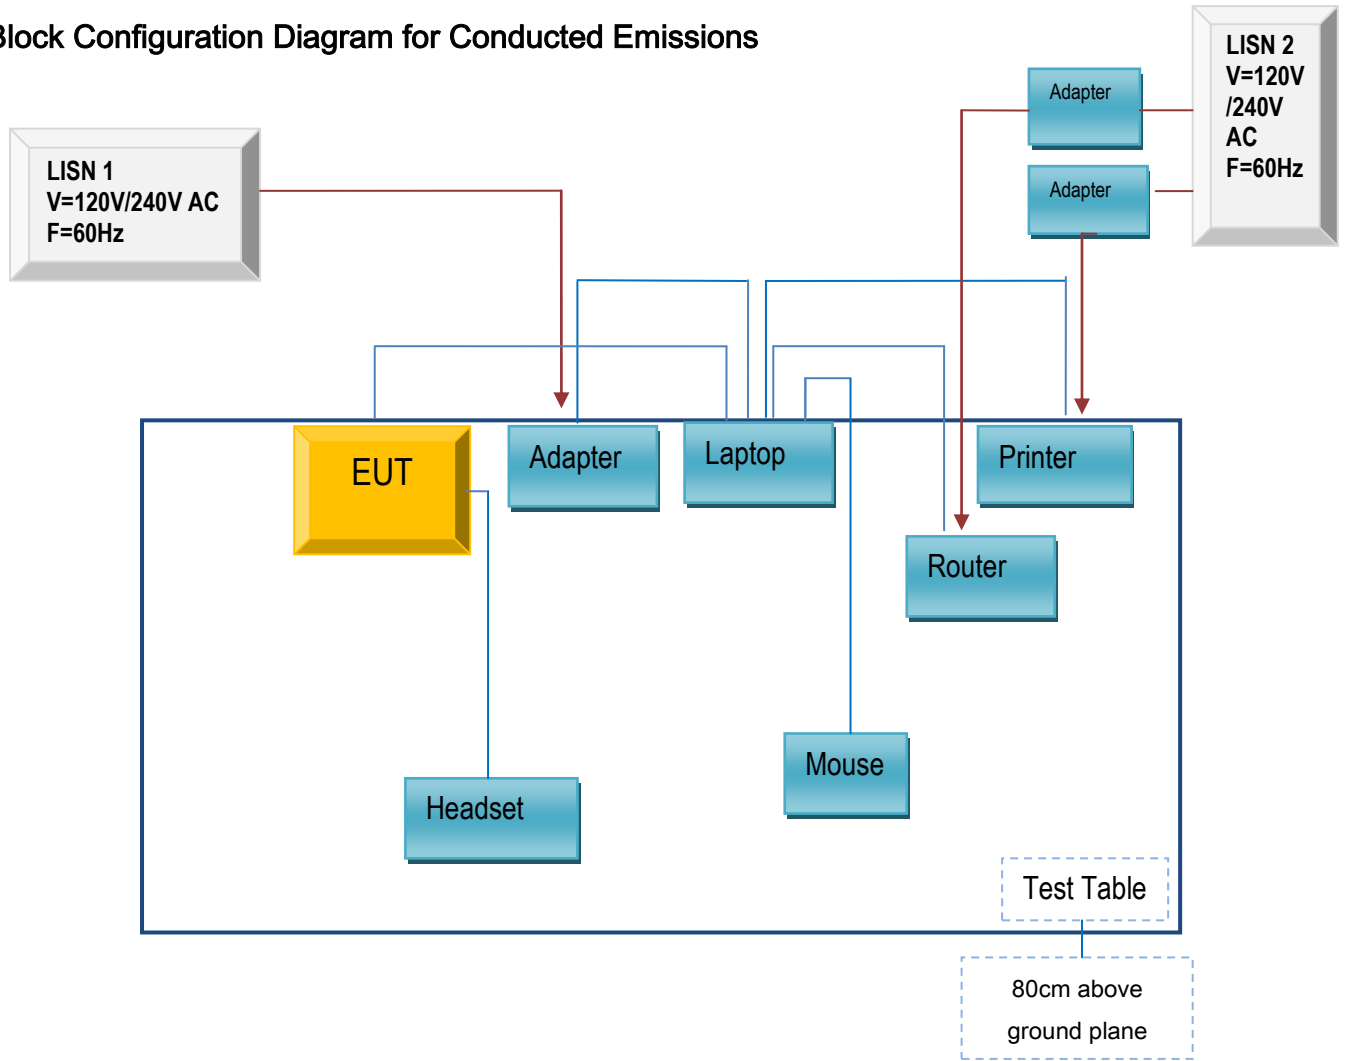 Block Configuration Diagram for Conducted Emissions
LISN 1
V=120V/240V AC
F=60Hz
Adapter
Adapter
LISN 2
V=120V
/240V
AC
F=60Hz
EUT
Adapter
Laptop
Printer
Router
Mouse
Headset
Test Table
80cm above
ground plane